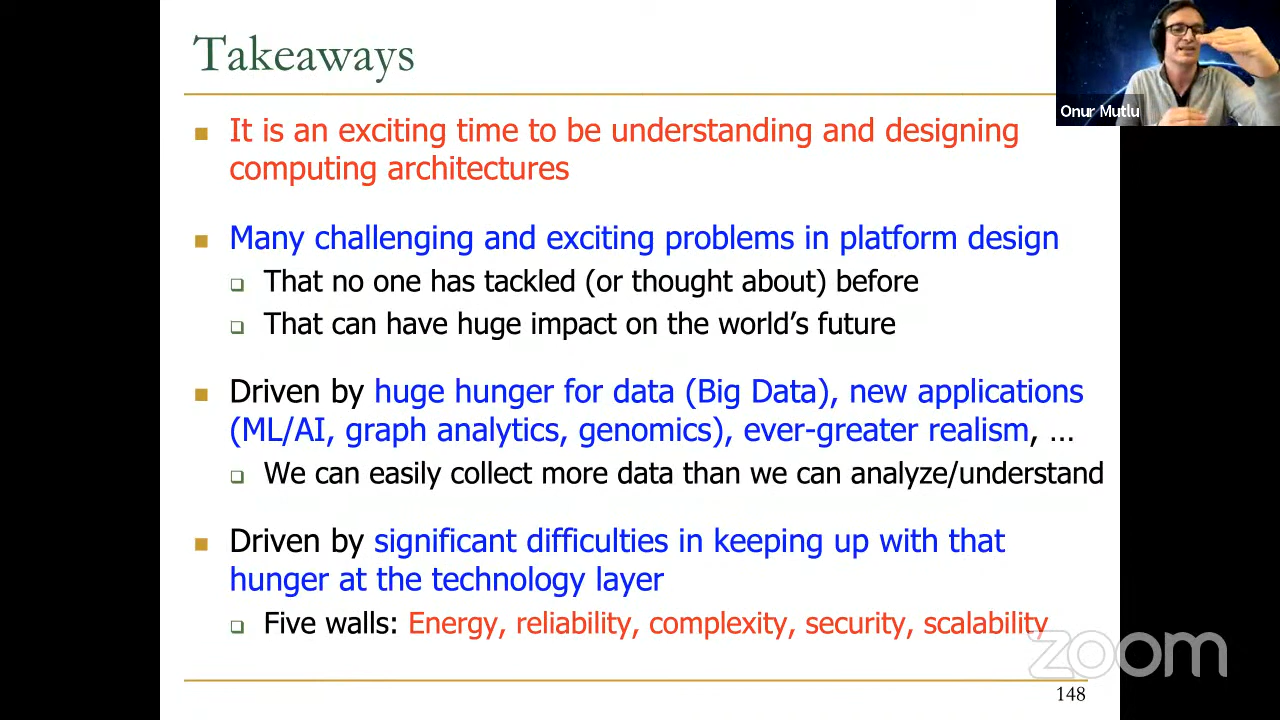 Takeaways
Onur Mutlu
It is an exciting time to be understanding and designing
computing architectures
Many challenging and exciting problems in platform design
That no one has tackled (or thought about) before
That can have huge impact on the world’s future
Driven by huge hunger for data (Big Data), new applications
(ML/AI, graph analytics, genomics), ever-greater realism, …
We can easily collect more data than we can analyze/understand
Driven by significant difficulties in keeping up with that
hunger at the technology layer
Five walls: Energy, reliability, complexity, security, scalability
zoom
148